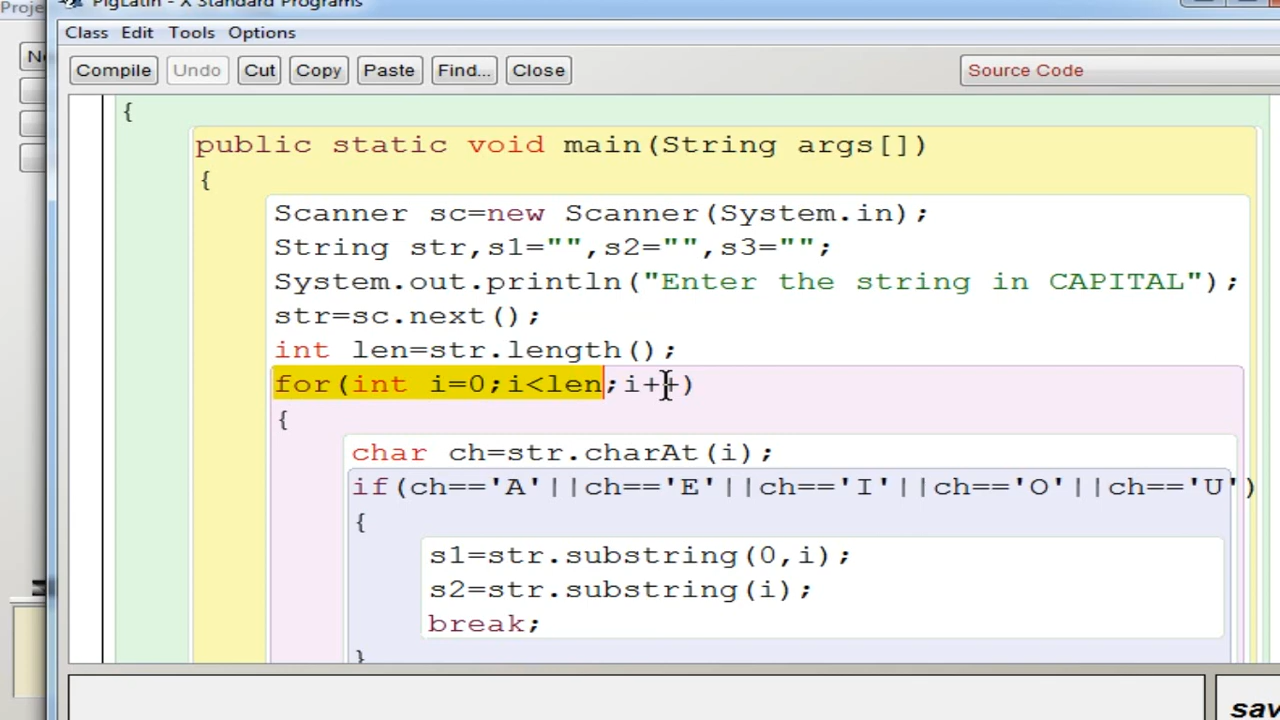 Proje
PigLatin - X Standard Programs
Class Edit Tools Options
Compile Undo Cut Copy Paste Find... Close Source Code
{
public static void main(String args[])
{
Scanner sc=new Scanner(System.in);
String str,s1="",s2="",s3="";
System.out.println("Enter the string in CAPITAL");
str=sc.next();
int len=str.length();
for(int i=0;i<len;i++)
{
char ch=str.charAt(i);
if(ch=='A'||ch=='E'||ch=='I'||ch=='O'||ch=='U')
{
s1=str.substring(0,i);
s2=str.substring(i);
break;
}
sav